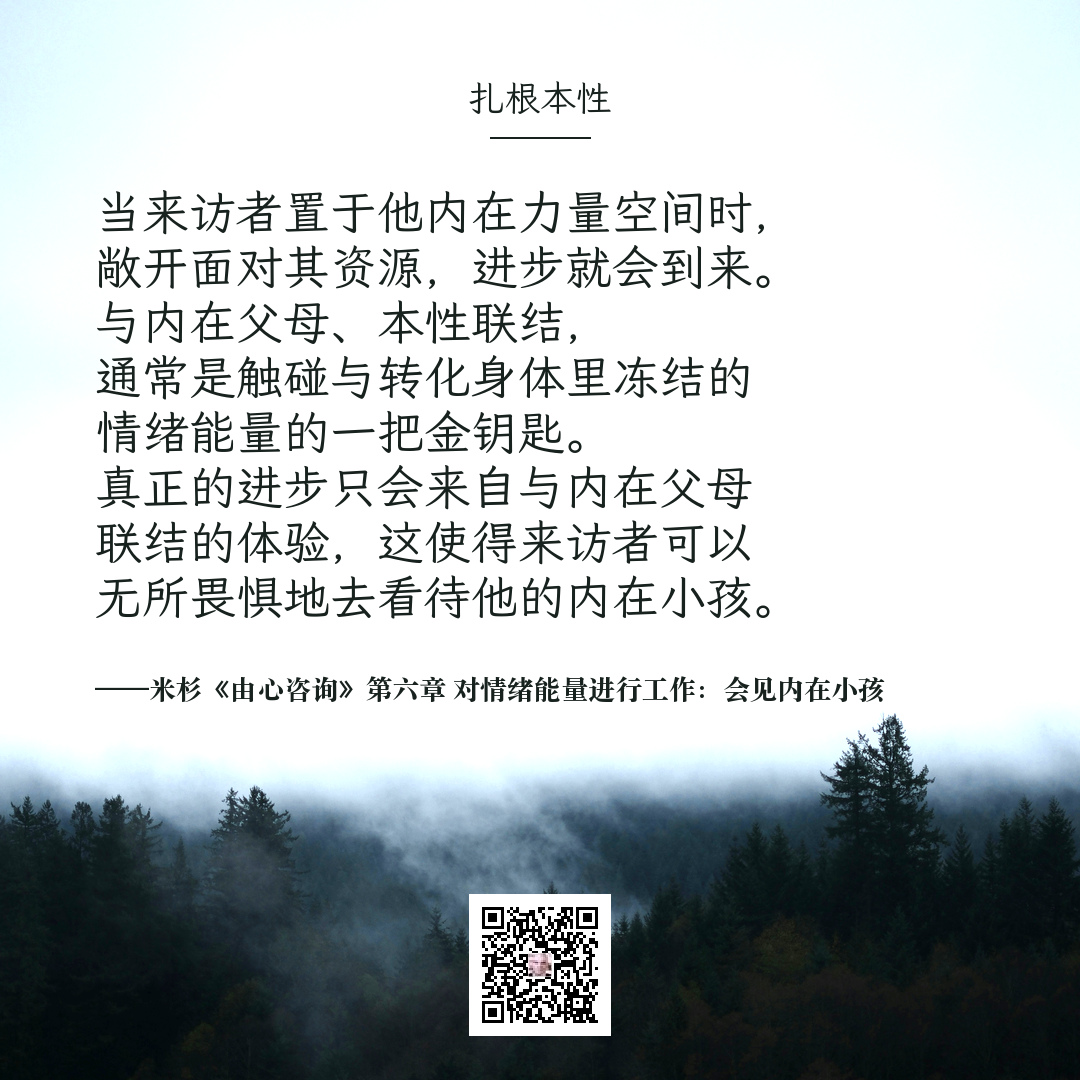 扎根本性
当来访者置于他内在力量空间时，
敞开面对其资源，进步就会到来。
与内在父母、本性联结，
通常是触碰与转化身体里冻结的
情绪能量的一把金钥匙。
真正的进步只会来自与内在父母
联结的体验，这使得来访者可以
无所畏惧地去看待他的内在小孩。
——米杉《由心咨询》第六章 对情绪能量进行工作：会见内在小孩